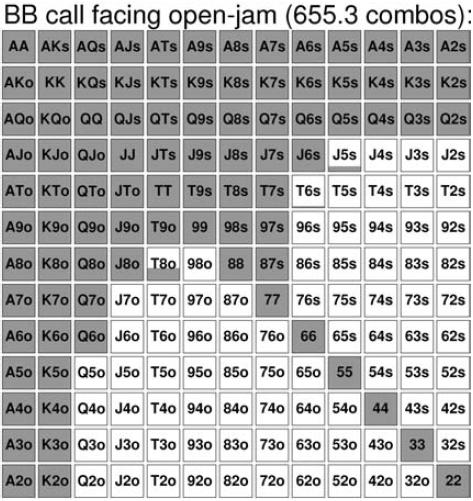 BB call facing open-jam (655.3 combos):
AA AKs AQs AJs ATs A9s A8s A7s A6s A5s A4s A3s A2s
AKo KK KQs KJs KTs K9s K8s K7s K6s K5s K4s K3s K2s
AQo KQo QQ QJs QTs Q9s Q8s Q7s Q6s Q5s Q4s Q3s Q2s
AJo KJo QJo JJ JTs J9s J8s J7s J6s J5s J4s J3s J2s
ATo KTo QTo JTo TT T9s T8s T7s T6s T5s T4s T3s T2s
A9o K9o Q9o J9o T9o 99 98s 97s 96s 95s 94s 93s 92s
A8o K8o Q8o J8o T8o 98o 88 87s 86s 85s 84s 83s 82s
A7o K7o Q7o J7o T7o 97o 87o 77 76s 75s 74s 73s 72s
A6o K6o Q6o J6o T6o 96o 86o 76o 66 65s 64s 63s 62s
A5o K5o Q5o J5o T5o 95o 85o 75o 65o 55 54s 53s 52s
A4o K4o Q4o J4o T4o 94o 84o 74o 64o 54o 44 43s 42s
A3o K3o Q3o J3o T3o 93o 83o 73o 63o 53o 43o 33 32s
A2o K2o Q2o J2o T2o 92o 82o 72o 62o 52o 42o 32o 22